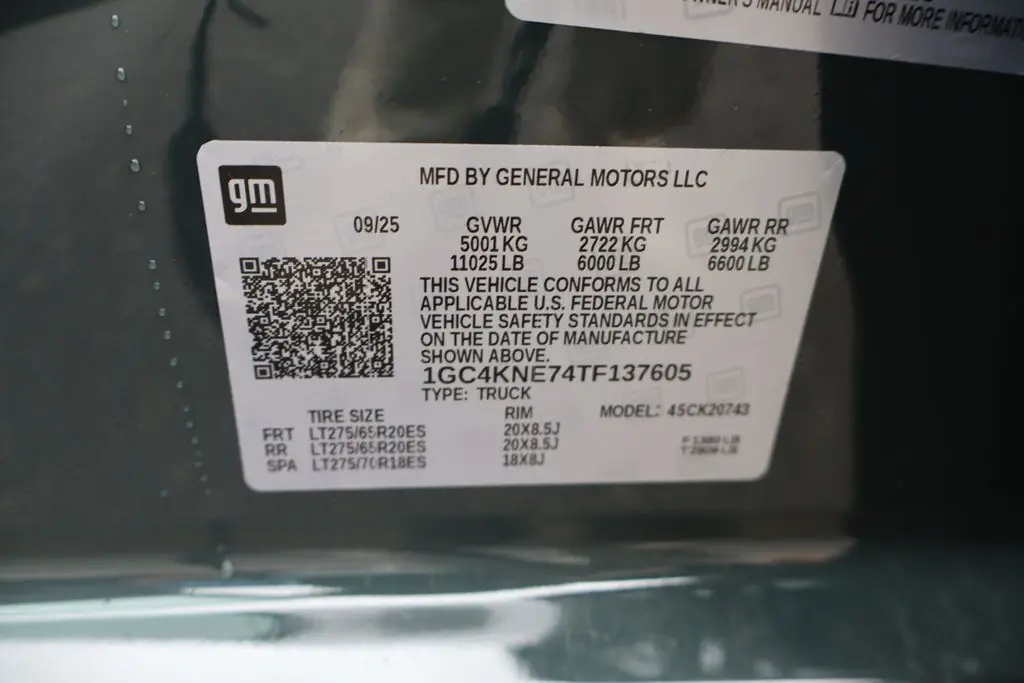 OWNER'S MANUAL FOR MORE INFORMATI
gm
MFD BY GENERAL MOTORS LLC
09/25 GVWR GAWR FRT GAWR RR
5001 KG 2722 KG 2994 KG
11025 LB 6000 LB 6600 LB
THIS VEHICLE CONFORMS TO ALL
APPLICABLE U.S. FEDERAL MOTOR
VEHICLE SAFETY STANDARDS IN EFFECT
ON THE DATE OF MANUFACTURE
SHOWN ABOVE.
1GC4KNE74TF137605
TYPE: TRUCK
TIRE SIZE RIM MODEL: 4SCK20743
FRT LT275/65R20ES 20X8.5J
RR LT275/65R20ES 20X8.5J
SPA LT275/70R18ES 18X8J